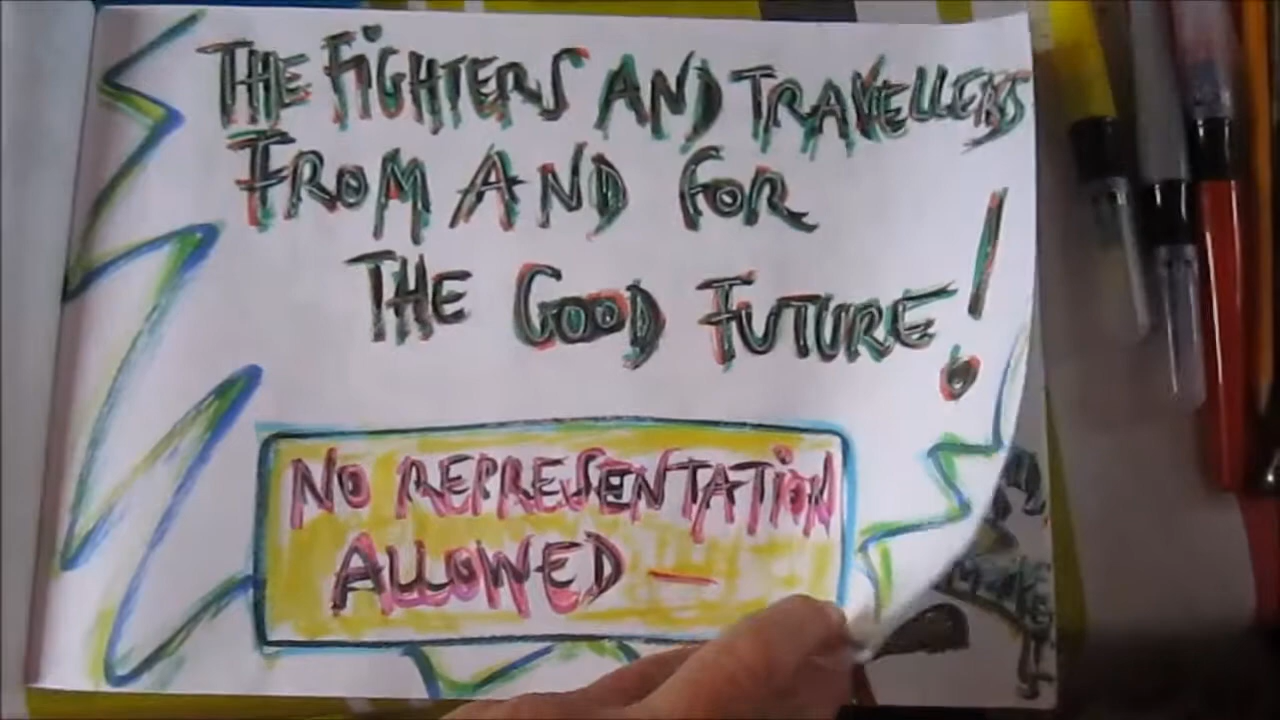 THE FiGHTERS AND TRAVELLERS
FROM AND FOR
THE GOOD FUTURE!
NO REPRESENTATiON
ALLOWED -